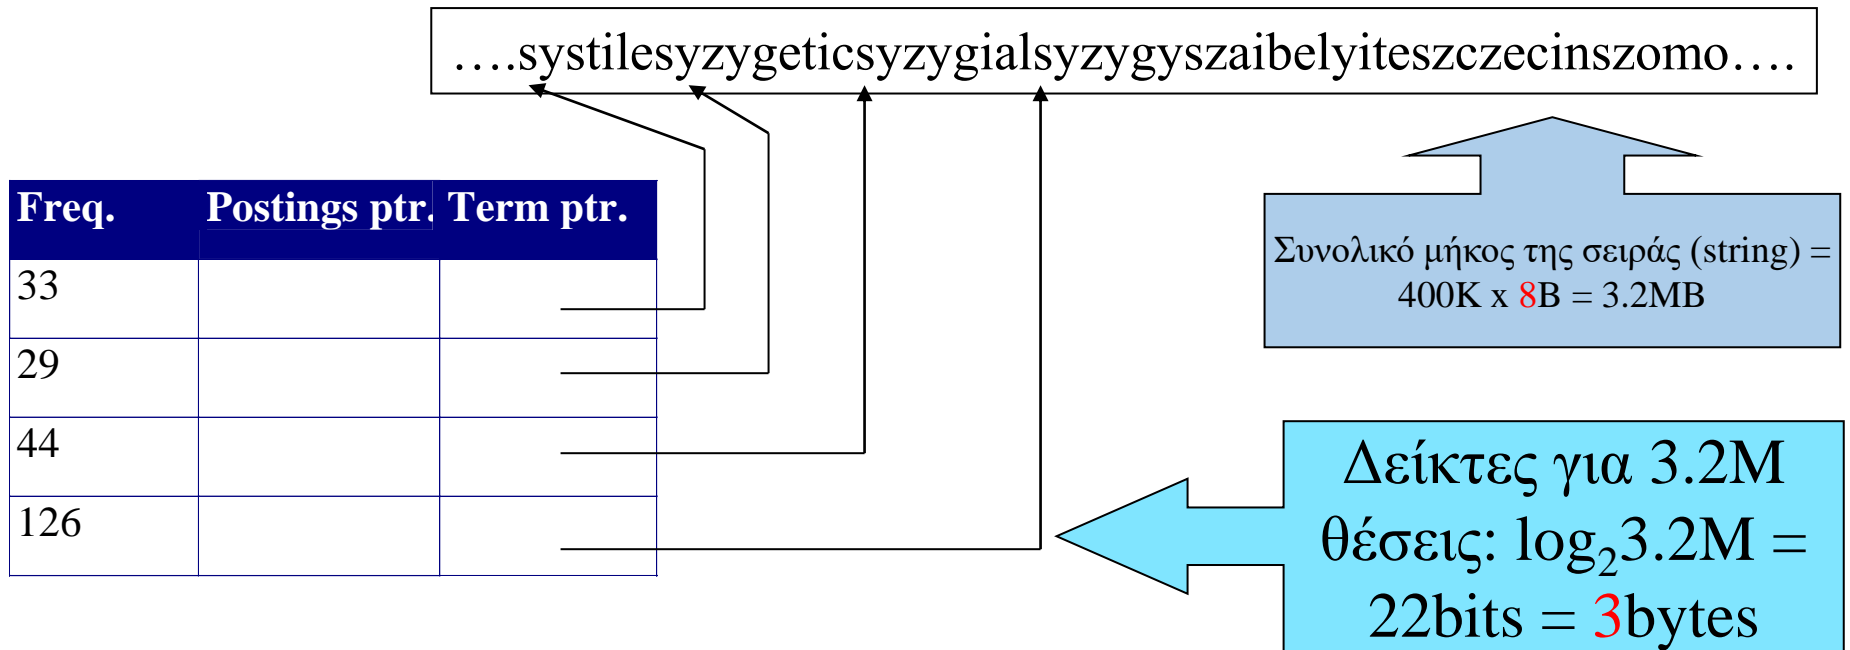 ….systilesyzygeticsyzygialsyzygyszaibelyiteszczecinszomo….
Freq. Postings ptr. Term ptr.
33
29
44
126
Συνολικό μήκος της σειράς (string) =
400K x 8B = 3.2MB
Δείκτες για 3.2M
θέσεις: log₂3.2M =
22bits = 3bytes